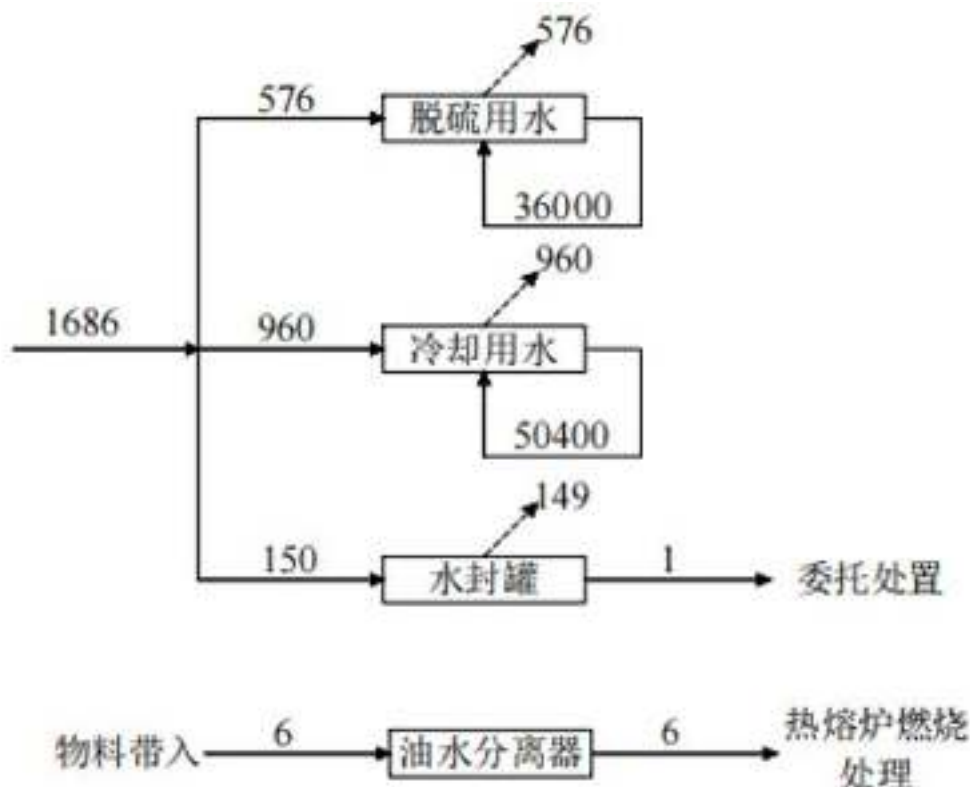 576
576
脱硫用水
36000
960
1686
960
冷却用水
50400
149
150
1
水封罐
委托处置
物料带入
6
油水分离器
6
热熔炉燃烧
处理